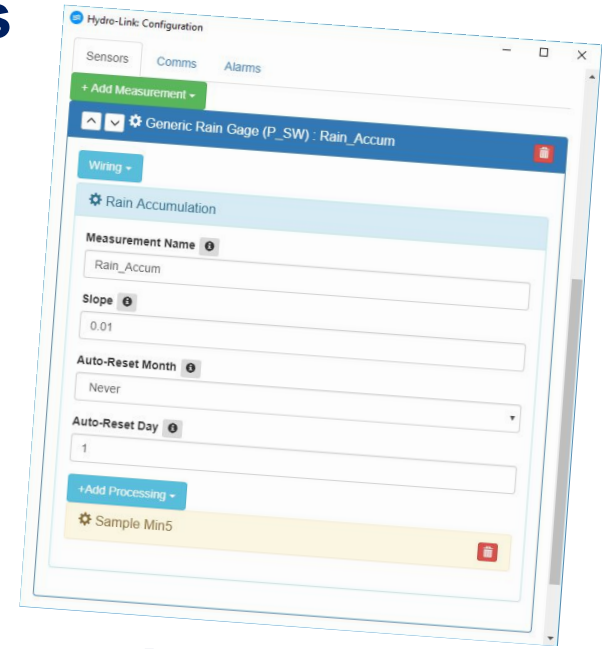 s
Hydro-Link: Configuration
Sensors Comms Alarms
+ Add Measurement
Generic Rain Gage (P_SW) : Rain_Accum
Wiring
Rain Accumulation
Measurement Name
Rain_Accum
Slope
0.01
Auto-Reset Month
Never
Auto-Reset Day
1
+Add Processing
Sample Min5